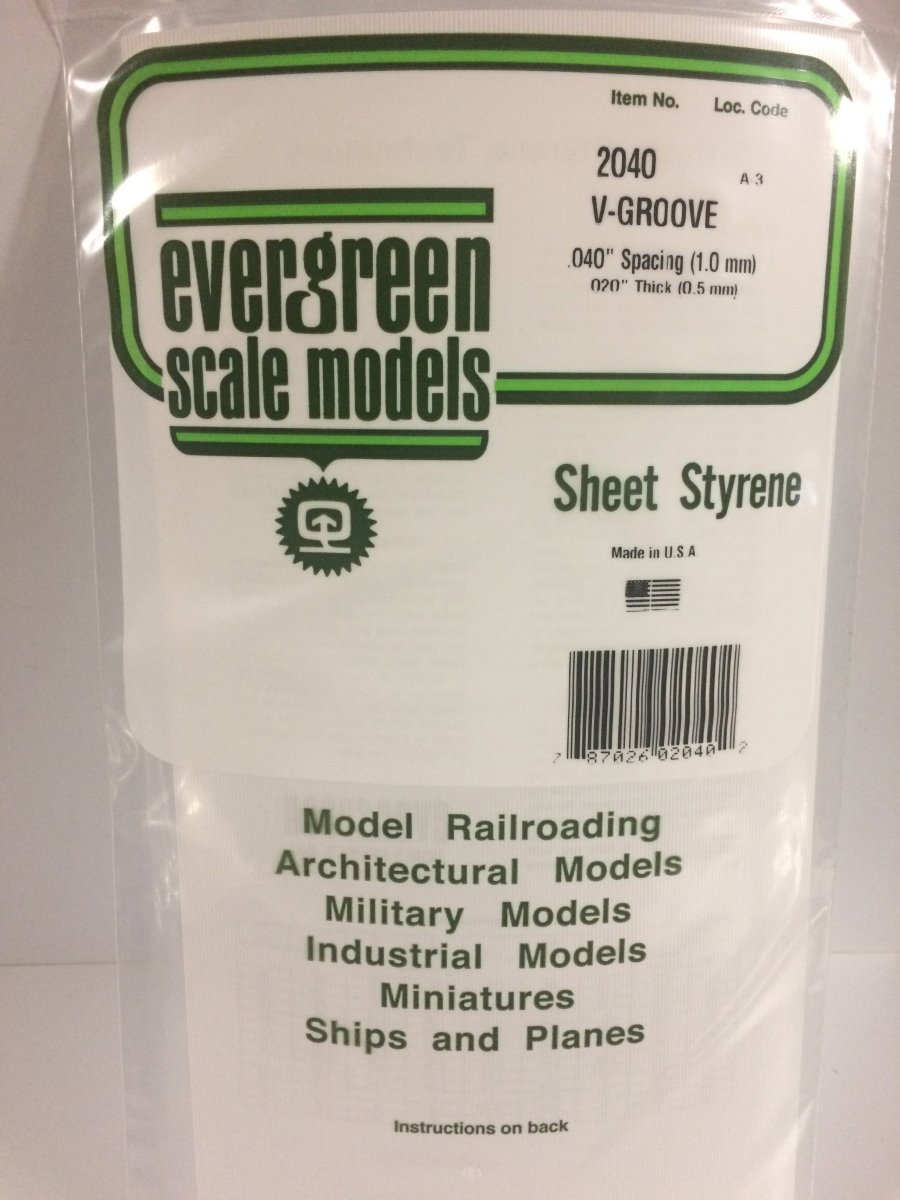 Item No. Loc. Code
2040 A 3
V-GROOVE
.040" Spacing (1.0 mm)
.020" Thick (0.5 mm)
evergreen
scale models
Sheet Styrene
Made in U.S.A
7 87026 02040 2
Model Railroading
Architectural Models
Military Models
Industrial Models
Miniatures
Ships and Planes
Instructions on back